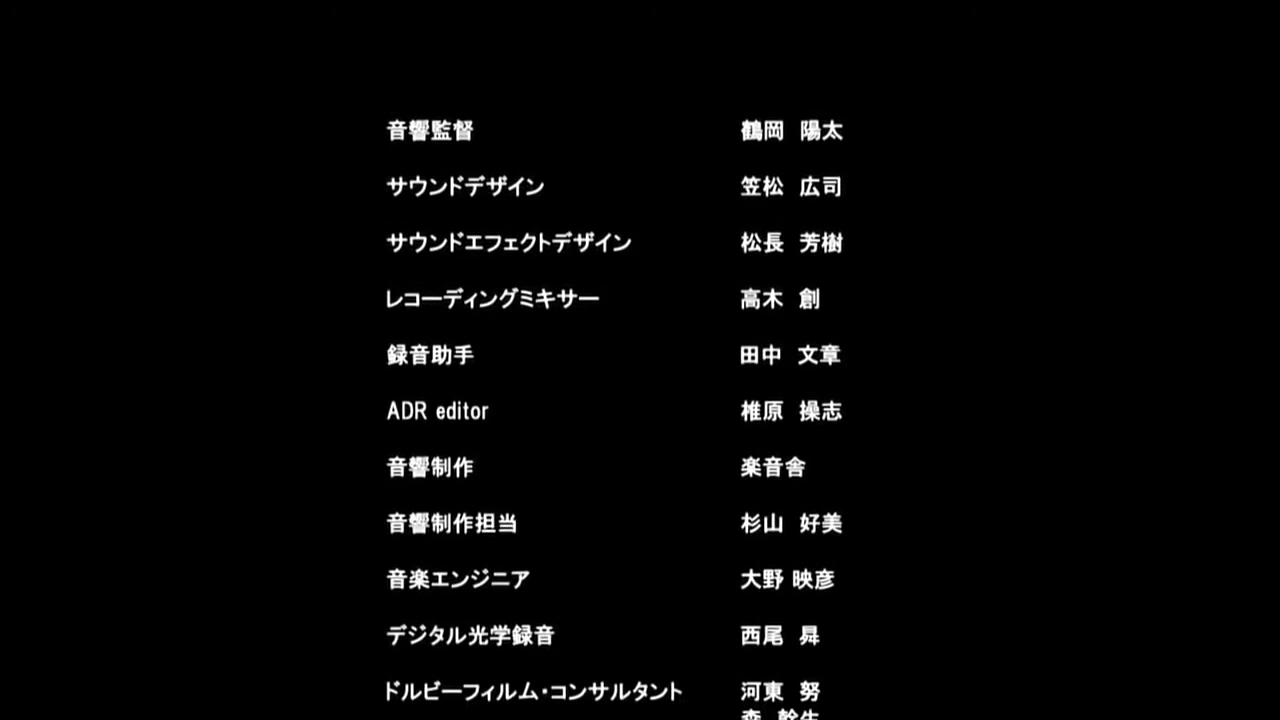 音響監督 鶴岡 陽太
サウンドデザイン 笠松 広司
サウンドエフェクトデザイン 松長 芳樹
レコーディングミキサー 高木 創
録音助手 田中 文章
ADR editor 椎原 操志
音響制作 楽音舎
音響制作担当 杉山 好美
音楽エンジニア 大野 映彦
デジタル光学録音 西尾 曻
ドルビーフィルム・コンサルタント 河東 努
森 幹生